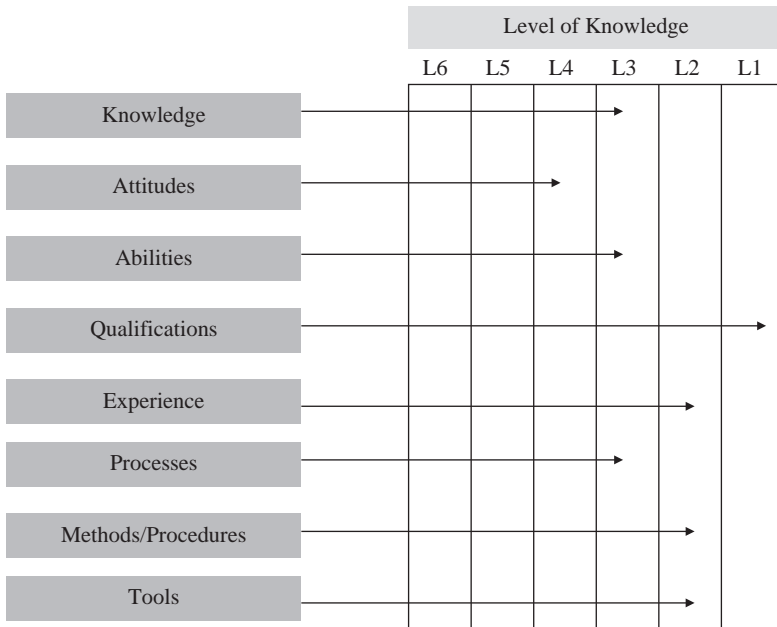 Level of Knowledge
L6 L5 L4 L3 L2 L1
Knowledge
Attitudes
Abilities
Qualifications
Experience
Processes
Methods/Procedures
Tools